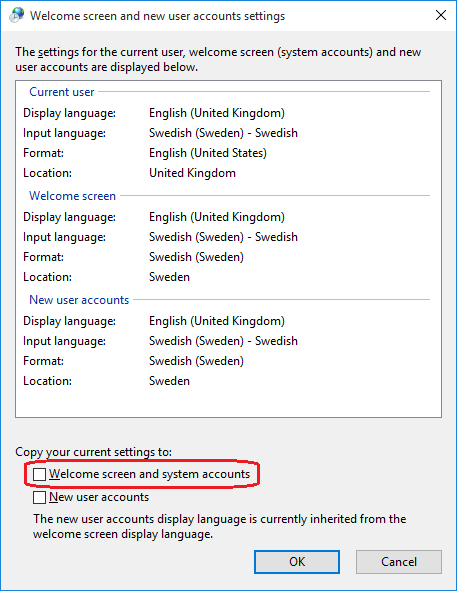 Welcome screen and new user accounts settings
The settings for the current user, welcome screen (system accounts) and new
user accounts are displayed below.
Current user
Display language: English (United Kingdom)
Input language: Swedish (Sweden) - Swedish
Format: English (United States)
Location: United Kingdom
Welcome screen
Display language: English (United Kingdom)
Input language: Swedish (Sweden) - Swedish
Format: Swedish (Sweden)
Location: Sweden
New user accounts
Display language: English (United Kingdom)
Input language: Swedish (Sweden) - Swedish
Format: Swedish (Sweden)
Location: Sweden
Copy your current settings to:
Welcome screen and system accounts
New user accounts
The new user accounts display language is currently inherited from the
welcome screen display language.
OK Cancel